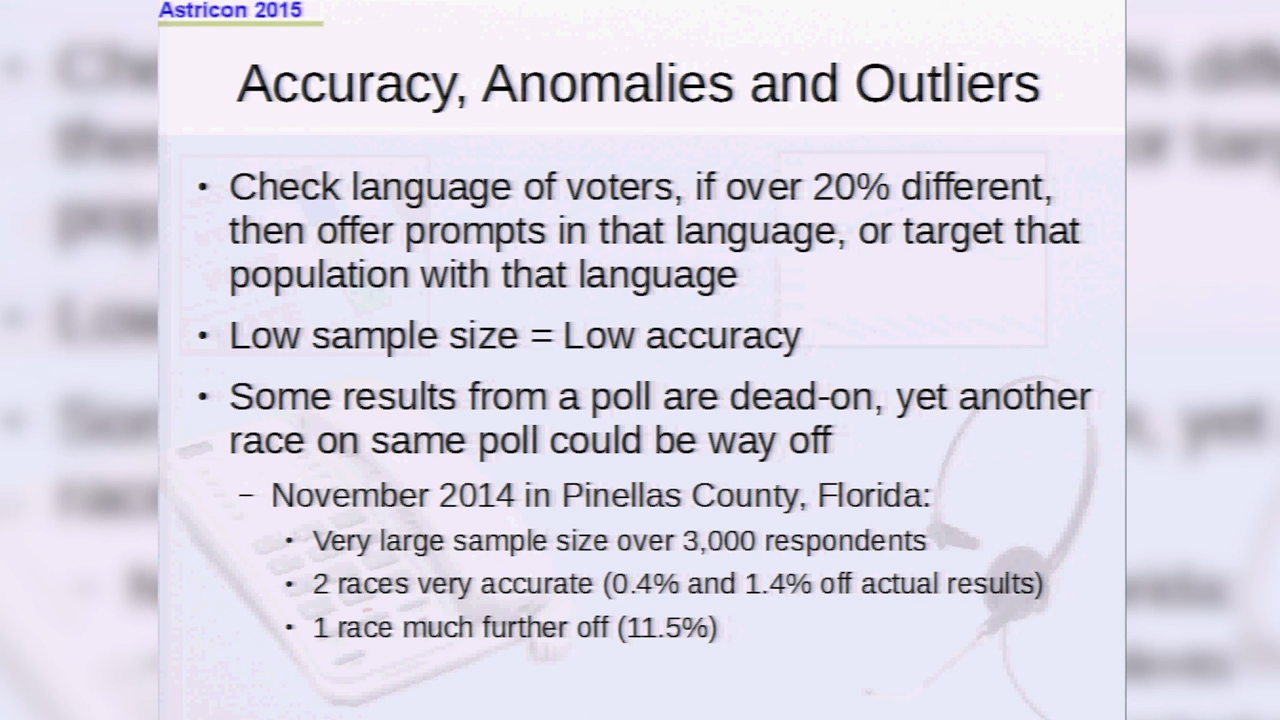 Astricon 2015
Accuracy, Anomalies and Outliers
• Check language of voters, if over 20% different,
then offer prompts in that language, or target that
population with that language
• Low sample size = Low accuracy
• Some results from a poll are dead-on, yet another
race on same poll could be way off
– November 2014 in Pinellas County, Florida:
• Very large sample size over 3,000 respondents
• 2 races very accurate (0.4% and 1.4% off actual results)
• 1 race much further off (11.5%)